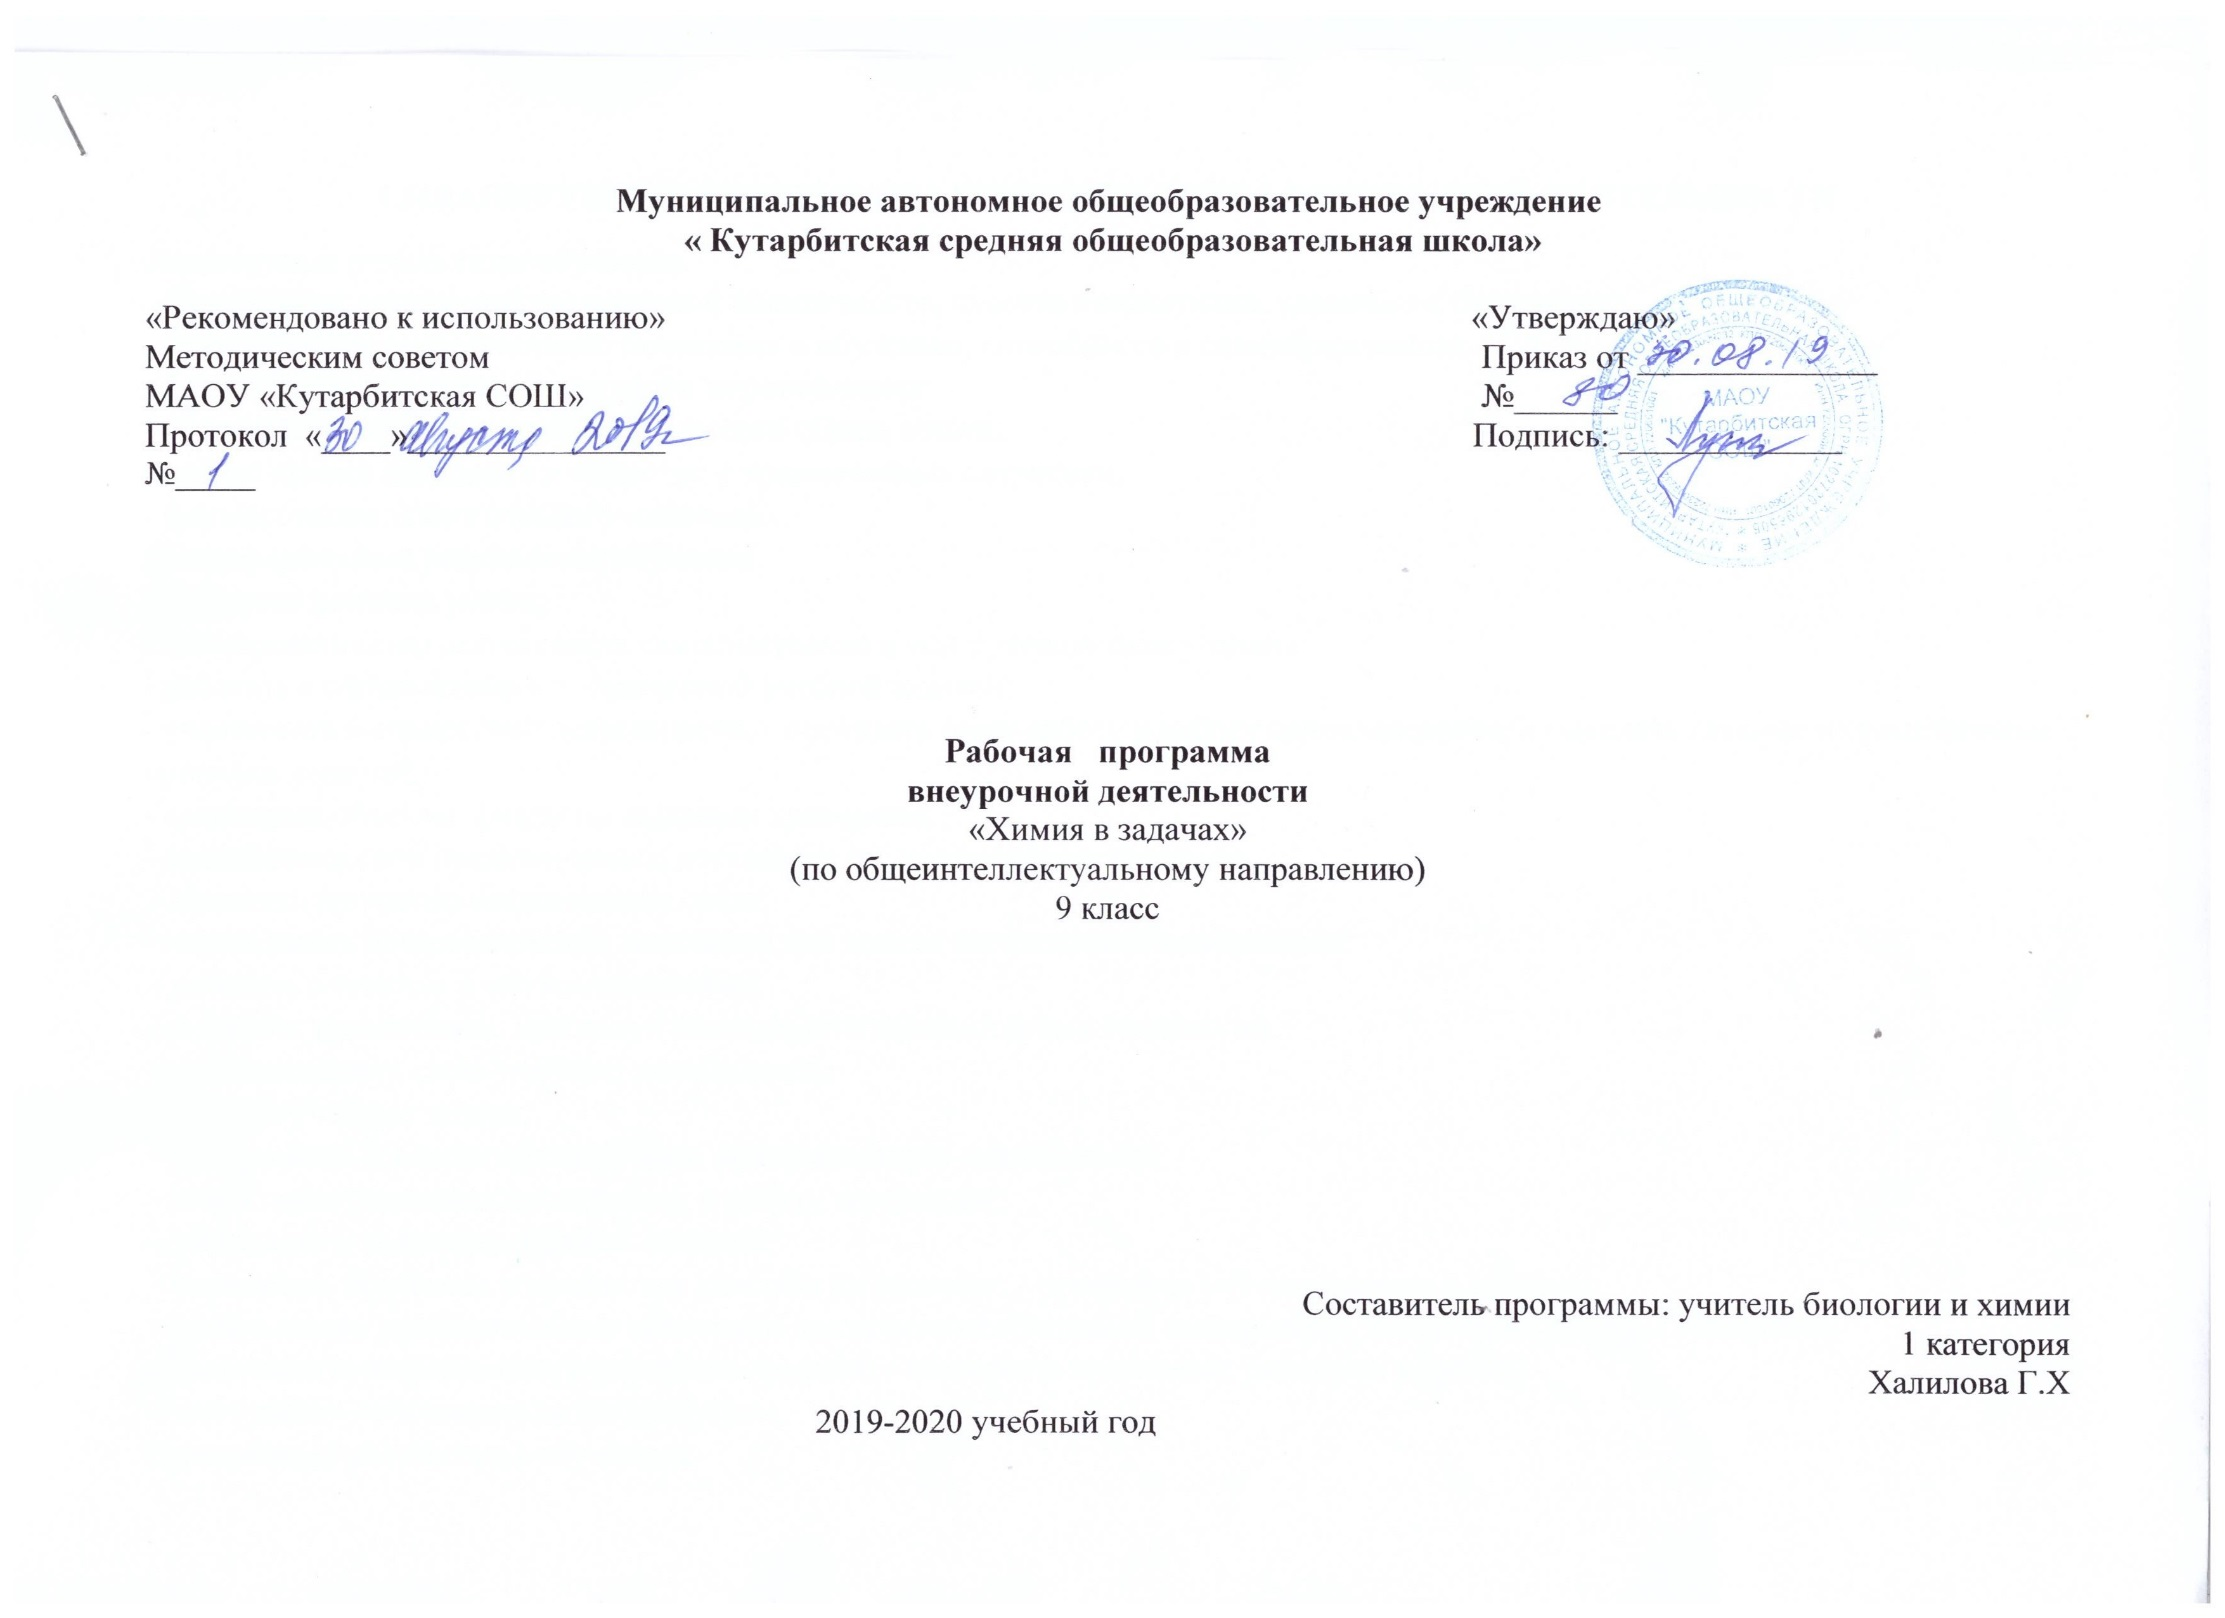 Муниципальное автономное общеобразовательное учреждение
« Кутарбитская средняя общеобразовательная школа»
«Рекомендовано к использованию»
Методическим советом
МАОУ «Кутарбитская СОШ»
Протокол «30» августа 2019г
№ 1
«Утверждаю»
Приказ от 30.08.19
№ 80
Подпись:
МАОУ
"Кутарбитская
Рабочая программа
внеурочной деятельности
«Химия в задачах»
(по общеинтеллектуальному направлению)
9 класс
Составитель программы: учитель биологии и химии
1 категория
Халилова Г.Х
2019-2020 учебный год